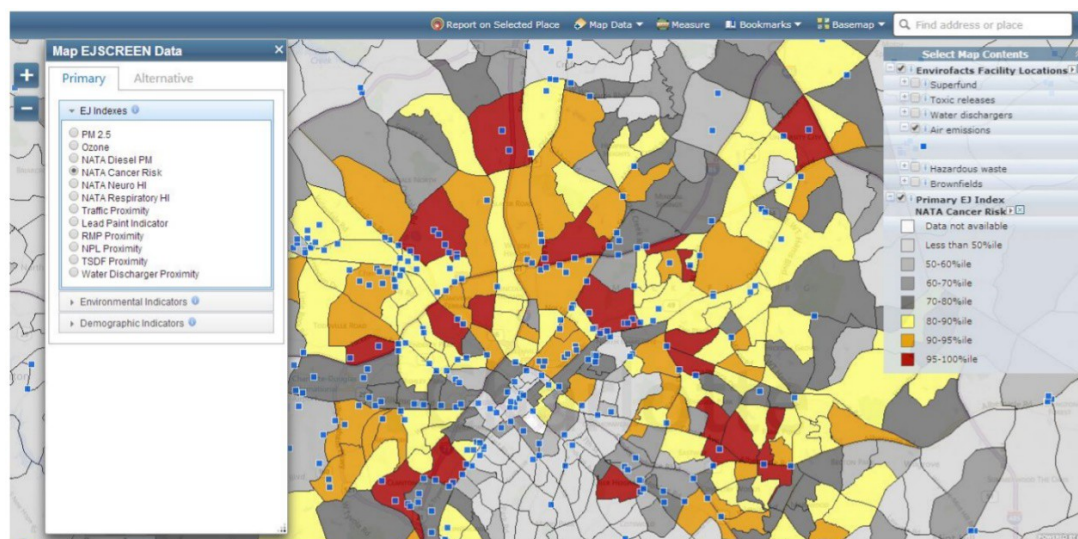 Report on Selected Place
Map Data
Measure
Bookmarks
Basemap
Find address or place
Map EJSCREEN Data
Primary
Alternative
EJ Indexes
PM 2.5
Ozone
NATA Diesel PM
NATA Cancer Risk
NATA Neuro HI
NATA Respiratory HI
Traffic Proximity
Lead Paint Indicator
RMP Proximity
NPL Proximity
TSDF Proximity
Water Discharger Proximity
Environmental Indicators
Demographic Indicators
Select Map Contents
Envirofacts Facility Locations
Superfund
Toxic releases
Water dischargers
Air emissions
Hazardous waste
Brownfields
Primary EJ Index
NATA Cancer Risk
Data not available
Less than 50%ile
50-60%ile
60-70%ile
70-80%ile
80-90%ile
90-95%ile
95-100%ile